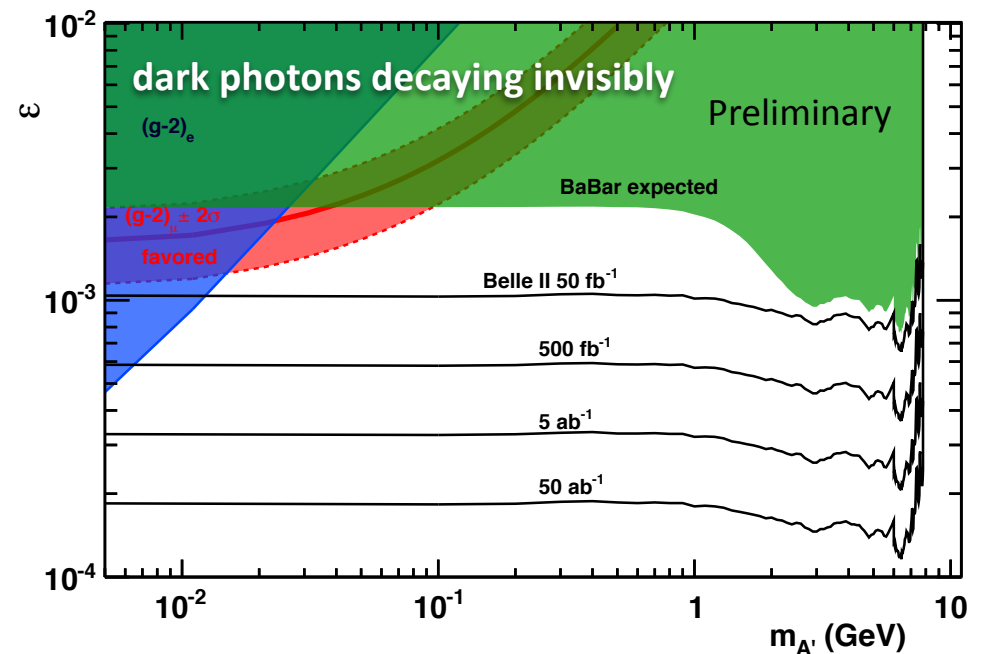 10⁻²
dark photons decaying invisibly
(g-2)ₑ
Preliminary
BaBar expected
(g-2)μ ± 2σ
favored
ε
Belle II 50 fb⁻¹
10⁻³
500 fb⁻¹
5 ab⁻¹
50 ab⁻¹
10⁻⁴
10⁻² 10⁻¹ 1 10
m_A' (GeV)